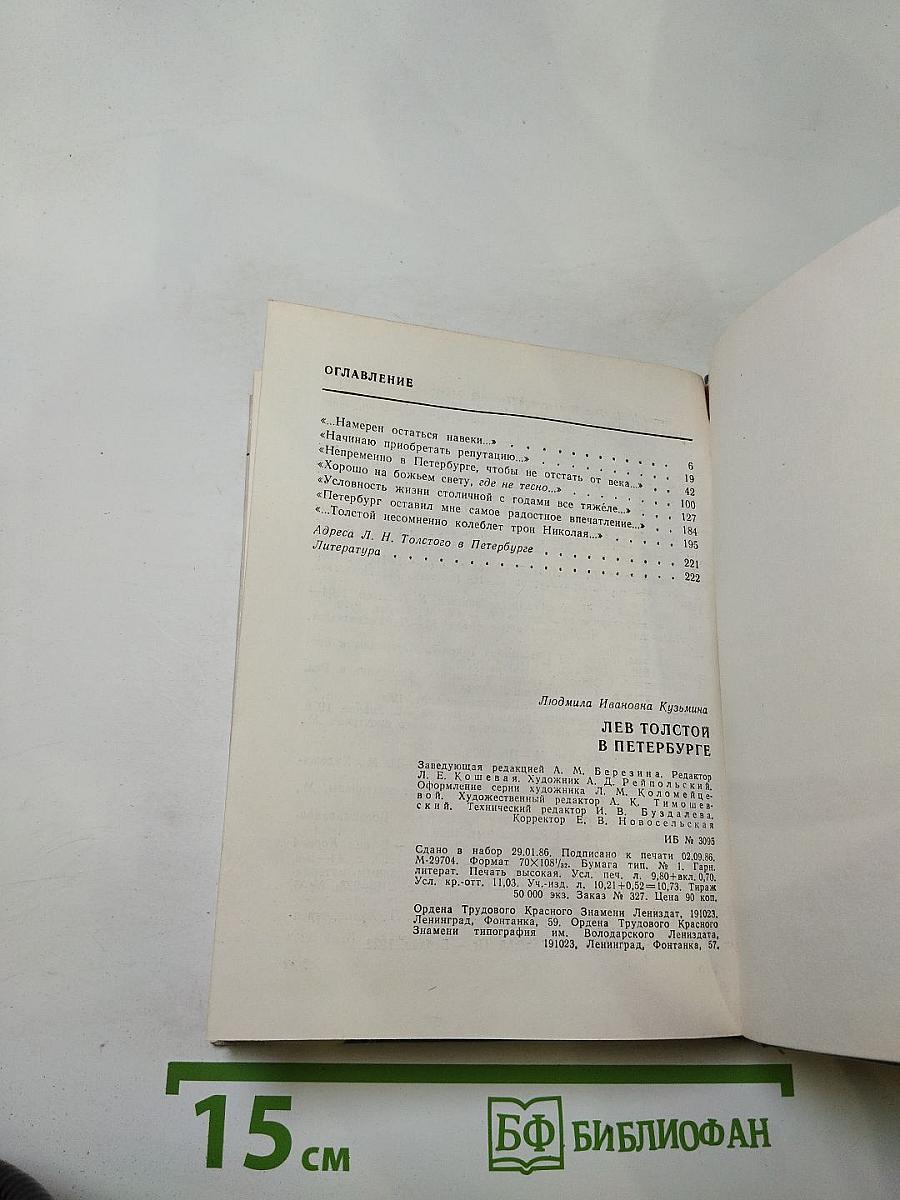 ОГЛАВЛЕНИЕ
«...Намерен остаться навеки...» . . . . . . . . . . 6
«Начинаю приобретать репутацию...» . . . . . . . . 19
«Непременно в Петербурге, чтобы не отстать от века...» . . 42
«Хорошо на божьем свету, где не тесно...» . . . . . . . 100
«Условность жизни столичной с годами все тяжеле...» . . . 127
«Петербург оставил мне самое радостное впечатление...» . . 184
«...Толстой несомненно колеблет трон Николая...» . . . . . 195
Адреса Л. Н. Толстого в Петербурге . . . . . . . . . . 221
Литература . . . . . . . . . . . . . . . . . . 222
Людмила Ивановна Кузьмина
ЛЕВ ТОЛСТОЙ
В ПЕТЕРБУРГЕ
Заведующая редакцией А. М. Березина. Редактор
Л. Е. Кошевая. Художник А. Д. Рейпольский.
Оформление серии художника Л. М. Коломейце-
вой. Художественный редактор А. К. Тимошев-
ский. Технический редактор И. В. Буздалева.
Корректор Е. В. Новосельская
ИБ № 3095
Сдано в набор 29.01.86. Подписано к печати 02.09.86.
М-29704. Формат 70×108¹/₃₂. Бумага тип. № 1. Гарн.
литерат. Печать высокая. Усл. печ. л. 9,80+вкл. 0,70.
Усл. кр.-отт. 11,03. Уч.-изд. л. 10,21+0,52=10,73. Тираж
50 000 экз. Заказ № 327. Цена 90 коп.
Ордена Трудового Красного Знамени Лениздат, 191023,
Ленинград, Фонтанка, 59. Ордена Трудового Красного
Знамени типография им. Володарского Лениздата,
191023, Ленинград, Фонтанка, 57.
15 см
БФ БИБЛИОФАН